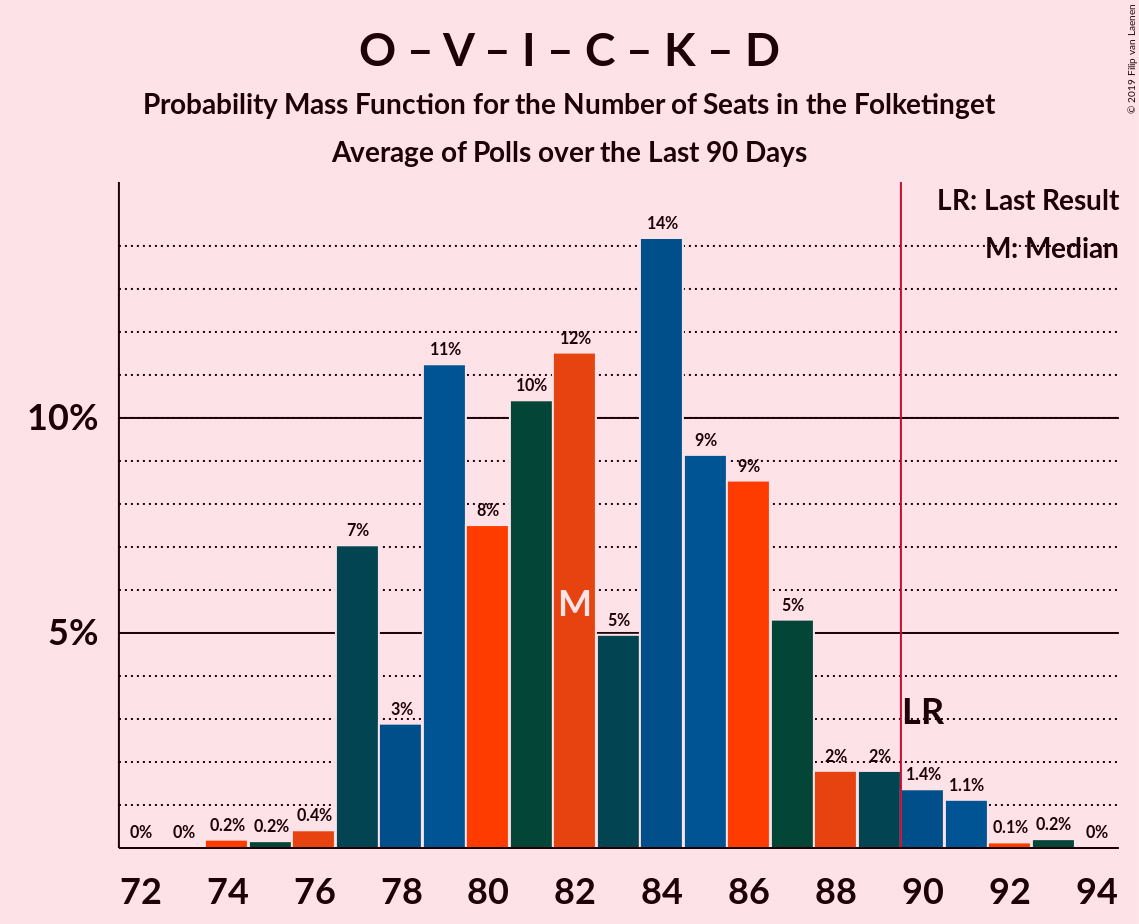 O – V – I – C – K – D
Probability Mass Function for the Number of Seats in the Folketinget
Average of Polls over the Last 90 Days
© 2019 Filip van Laenen
LR: Last Result
M: Median
10%
5%
0%
0%
0.2%
0.2%
0.4%
7%
3%
11%
8%
10%
12%
5%
14%
9%
9%
5%
2%
2%
1.4%
1.1%
0.1%
0.2%
0%
M
LR
72 74 76 78 80 82 84 86 88 90 92 94